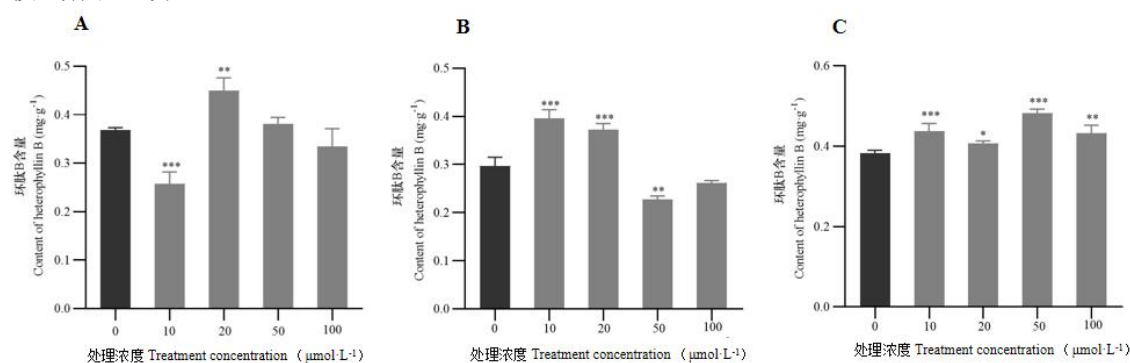 A
环肽B含量
Content of heterophyllin B (mg·g-1)
0.5
0.4
0.3
0.2
0.1
0.0
***
**
0 10 20 50 100
处理浓度 Treatment concentration （ μmol·L-1）
B
环肽B含量
Content of heterophyllin B (mg·g-1)
0.5
0.4
0.3
0.2
0.1
0.0
***
***
**
0 10 20 50 100
处理浓度 Treatment concentration （ μmol·L-1）
C
环肽B含量
Content of heterophyllin B (mg·g-1)
0.6
0.4
0.2
0.0
***
*
***
**
0 10 20 50 100
处理浓度 Treatment concentration （ μmol·L-1）